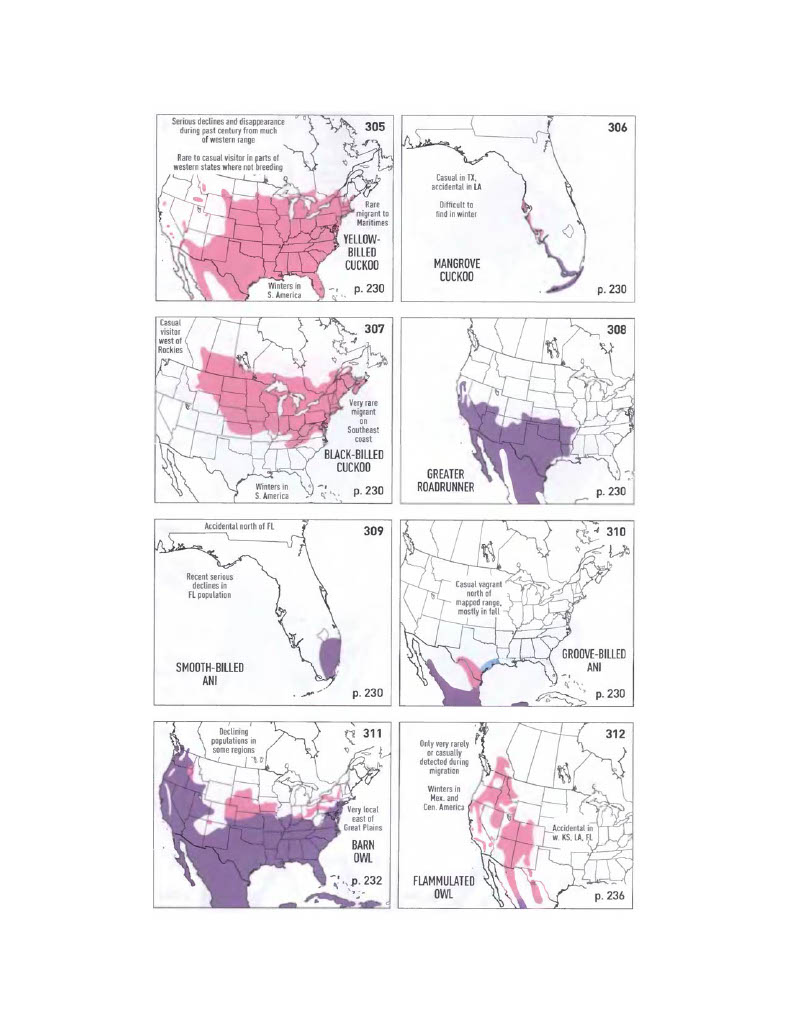 Serious declines and disappearance
during past century from much
of western range
305
Rare to casual visitor in parts of
western states where not breeding
Rare
migrant to
Maritimes
YELLOW-
BILLED
CUCKOO
Winters in
S. America
p. 230
306
Casual in TX,
accidental in LA
Difficult to
find in winter
MANGROVE
CUCKOO
p. 230
Casual
visitor
west of
Rockies
307
Very rare
migrant
on
Southeast
coast
BLACK-BILLED
CUCKOO
Winters in
S. America
p. 230
308
GREATER
ROADRUNNER
p. 230
Accidental north of FL
309
Recent serious
declines in
FL population
SMOOTH-BILLED
ANI
p. 230
310
Casual vagrant
north of
mapped range,
mostly in fall
GROOVE-BILLED
ANI
p. 230
Declining
populations in
some regions
311
Very local
east of
Great Plains
BARN
OWL
p. 232
312
Only very rarely
or casually
detected during
migration
Winters in
Mex. and
Cen. America
Accidental in
w. KS, LA, FL
FLAMMULATED
OWL
p. 236